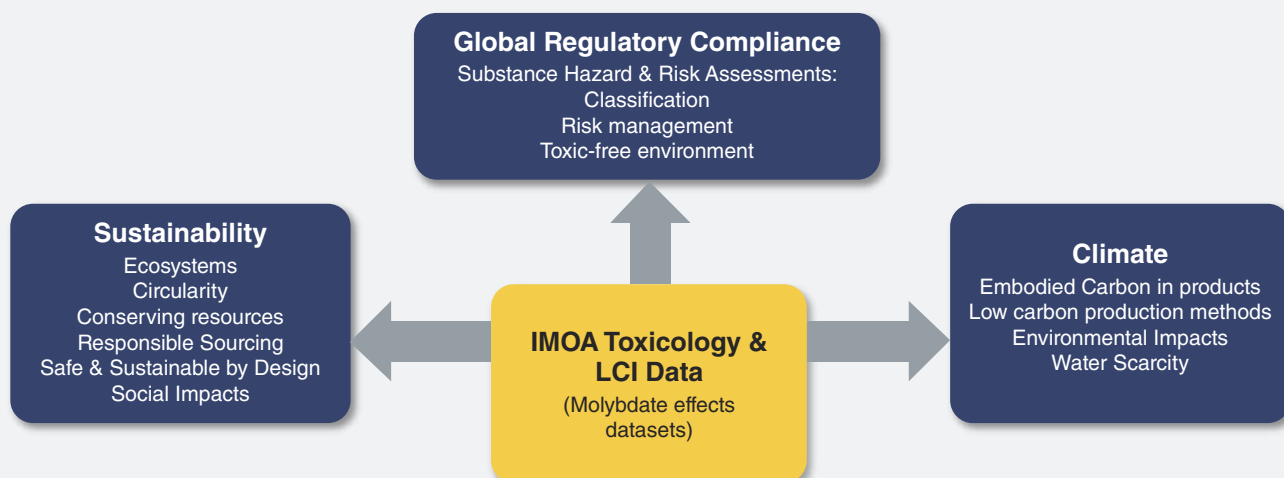 Global Regulatory Compliance
Substance Hazard & Risk Assessments:
Classification
Risk management
Toxic-free environment
Sustainability
Ecosystems
Circularity
Conserving resources
Responsible Sourcing
Safe & Sustainable by Design
Social Impacts
IMOA Toxicology &
LCI Data
(Molybdate effects
datasets)
Climate
Embodied Carbon in products
Low carbon production methods
Environmental Impacts
Water Scarcity